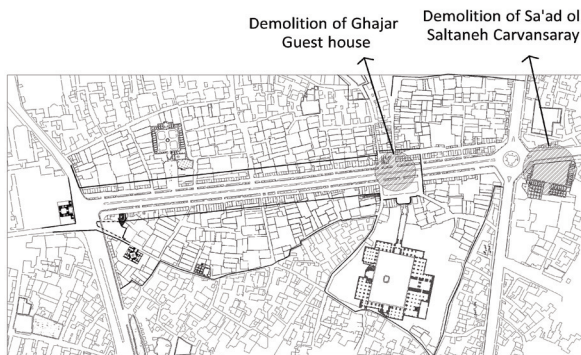 Demolition of Ghajar
Guest house
Demolition of Sa'ad ol
Saltaneh Carvansaray